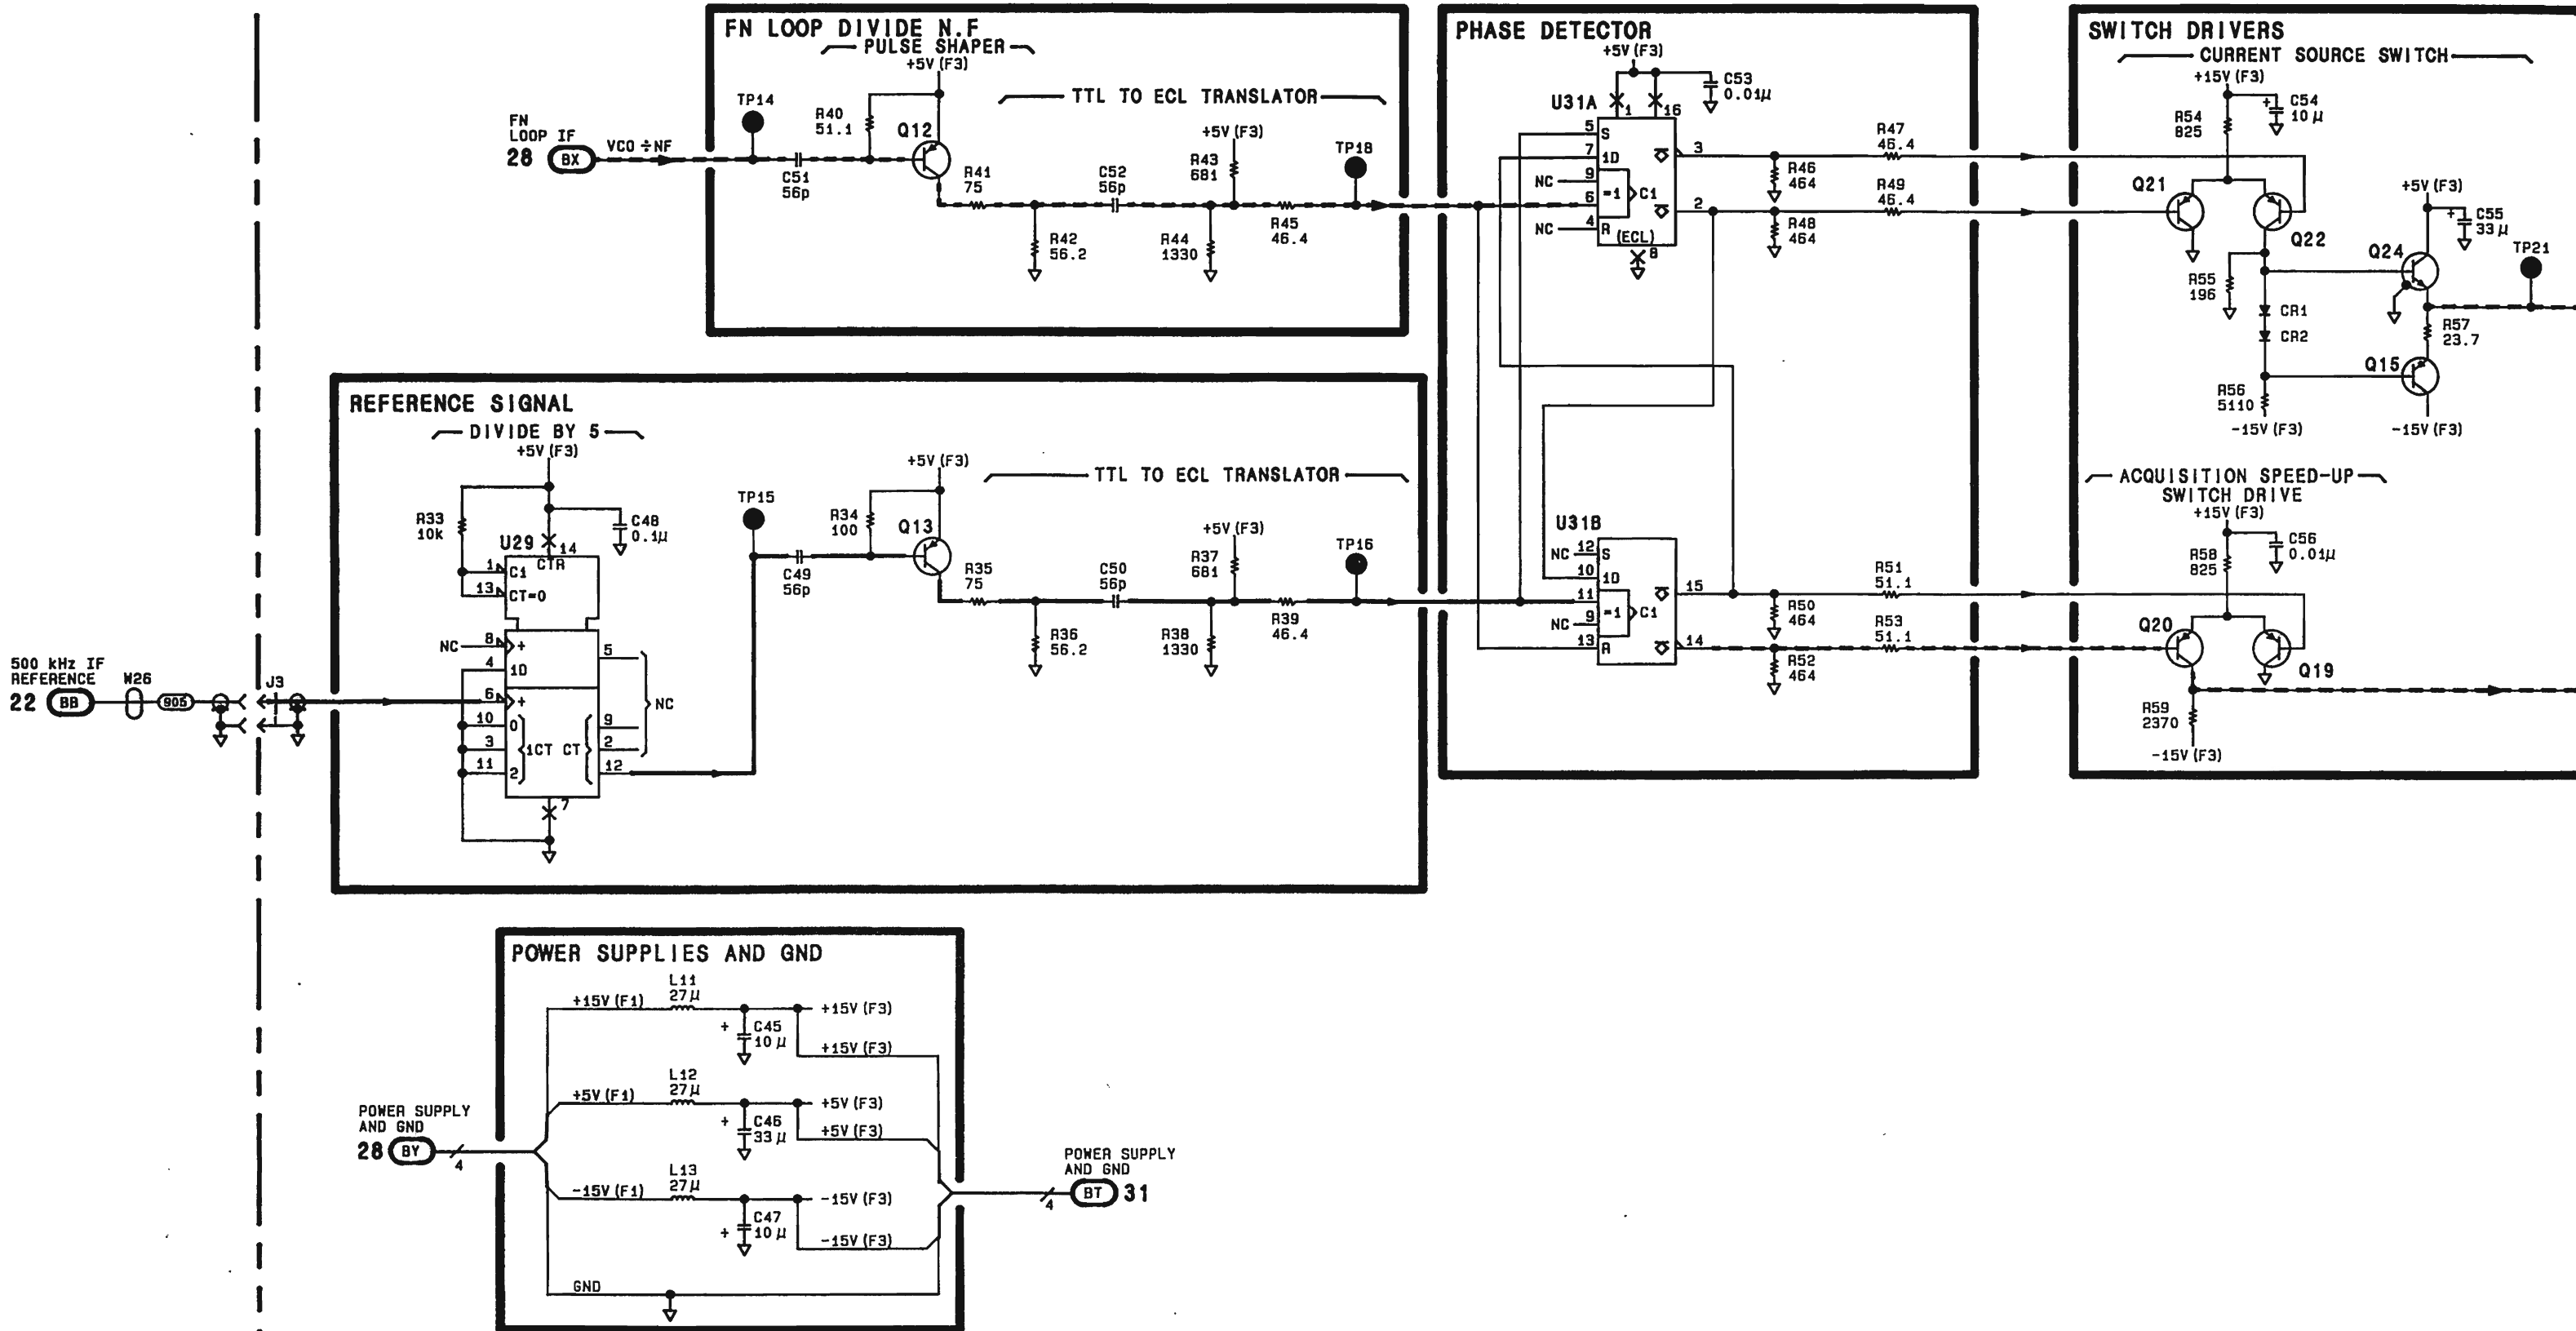 FN LOOP DIVIDE N.F
PULSE SHAPER
+5V (F3)
TP14
R40
51.1
Q12
TTL TO ECL TRANSLATOR
FN
LOOP IF
28 BX
VCO ÷NF
C51
56p
R41
75
R42
56.2
C52
56p
+5V (F3)
R43
681
R44
1330
R45
46.4
TP18
PHASE DETECTOR
+5V (F3)
C53
0.01µ
U31A
1
16
5
S
7
1D
NC
9
=1
C1
6
NC
4
R
(ECL)
8
3
2
R46
464
R47
46.4
R49
46.4
R48
464
U31B
NC
12
S
10
1D
11
=1
C1
NC
9
13
R
15
14
R50
464
R51
51.1
R53
51.1
R52
464
SWITCH DRIVERS
CURRENT SOURCE SWITCH
+15V (F3)
C54
10 µ
R54
825
Q21
Q22
+5V (F3)
C55
33 µ
Q24
TP21
R55
196
CR1
CR2
R57
23.7
Q15
R56
5110
-15V (F3)
-15V (F3)
ACQUISITION SPEED-UP
SWITCH DRIVE
+15V (F3)
R58
825
C56
0.01µ
Q20
Q19
R59
2370
-15V (F3)
REFERENCE SIGNAL
DIVIDE BY 5
+5V (F3)
R33
10k
C48
0.1µ
U29
14
CTR
1
C1
13
CT=0
NC
8
+
4
1D
5
6
+
10
0
3
1CT CT
11
2
9
2
12
NC
7
500 kHz IF
REFERENCE
22 BB
W26
905
J3
TP15
C49
56p
R34
100
+5V (F3)
Q13
TTL TO ECL TRANSLATOR
R35
75
R36
56.2
C50
56p
+5V (F3)
R37
681
R38
1330
R39
46.4
TP16
POWER SUPPLIES AND GND
+15V (F1)
L11
27µ
+ C45
10 µ
+15V (F3)
+15V (F3)
+5V (F1)
L12
27µ
+ C46
33 µ
+5V (F3)
+5V (F3)
-15V (F1)
L13
27µ
+ C47
10 µ
-15V (F3)
-15V (F3)
GND
POWER SUPPLY
AND GND
28 BY
4
POWER SUPPLY
AND GND
4
BT 31